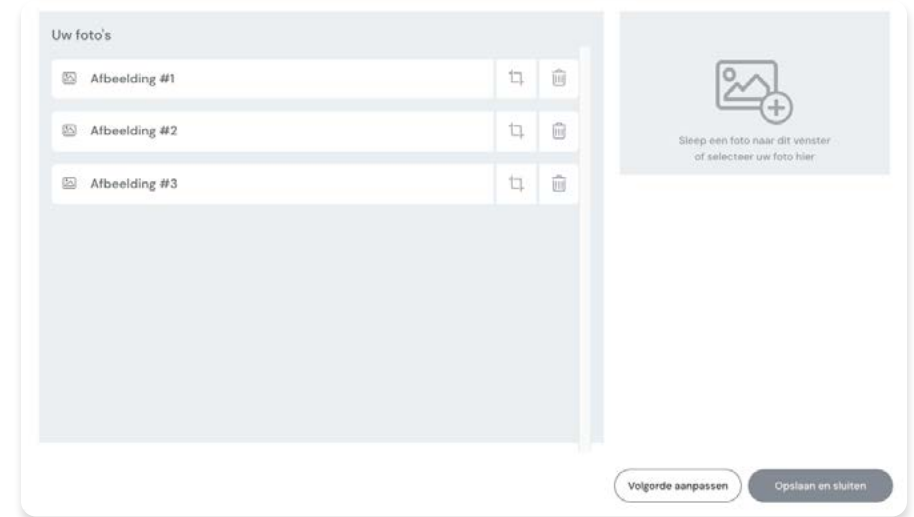 Uw foto's
Afbeelding #1
Afbeelding #2
Afbeelding #3
Sleep een foto naar dit venster
of selecteer uw foto hier
Volgorde aanpassen
Opslaan en sluiten